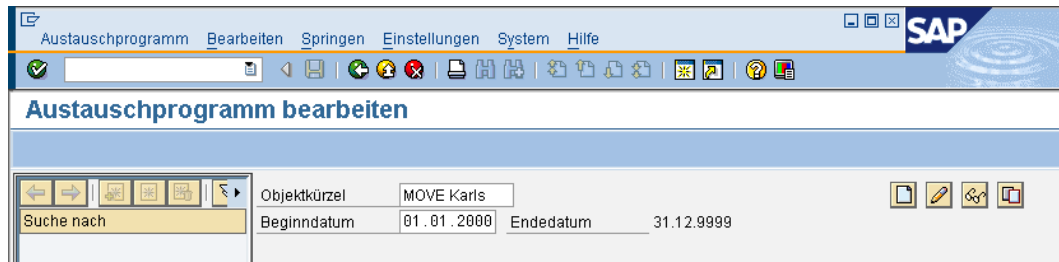 Austauschprogramm Bearbeiten Springen Einstellungen System Hilfe
SAP
Austauschprogramm bearbeiten
Objektkürzel MOVE Karls
Suche nach
Beginndatum 01.01.2000 Endedatum 31.12.9999